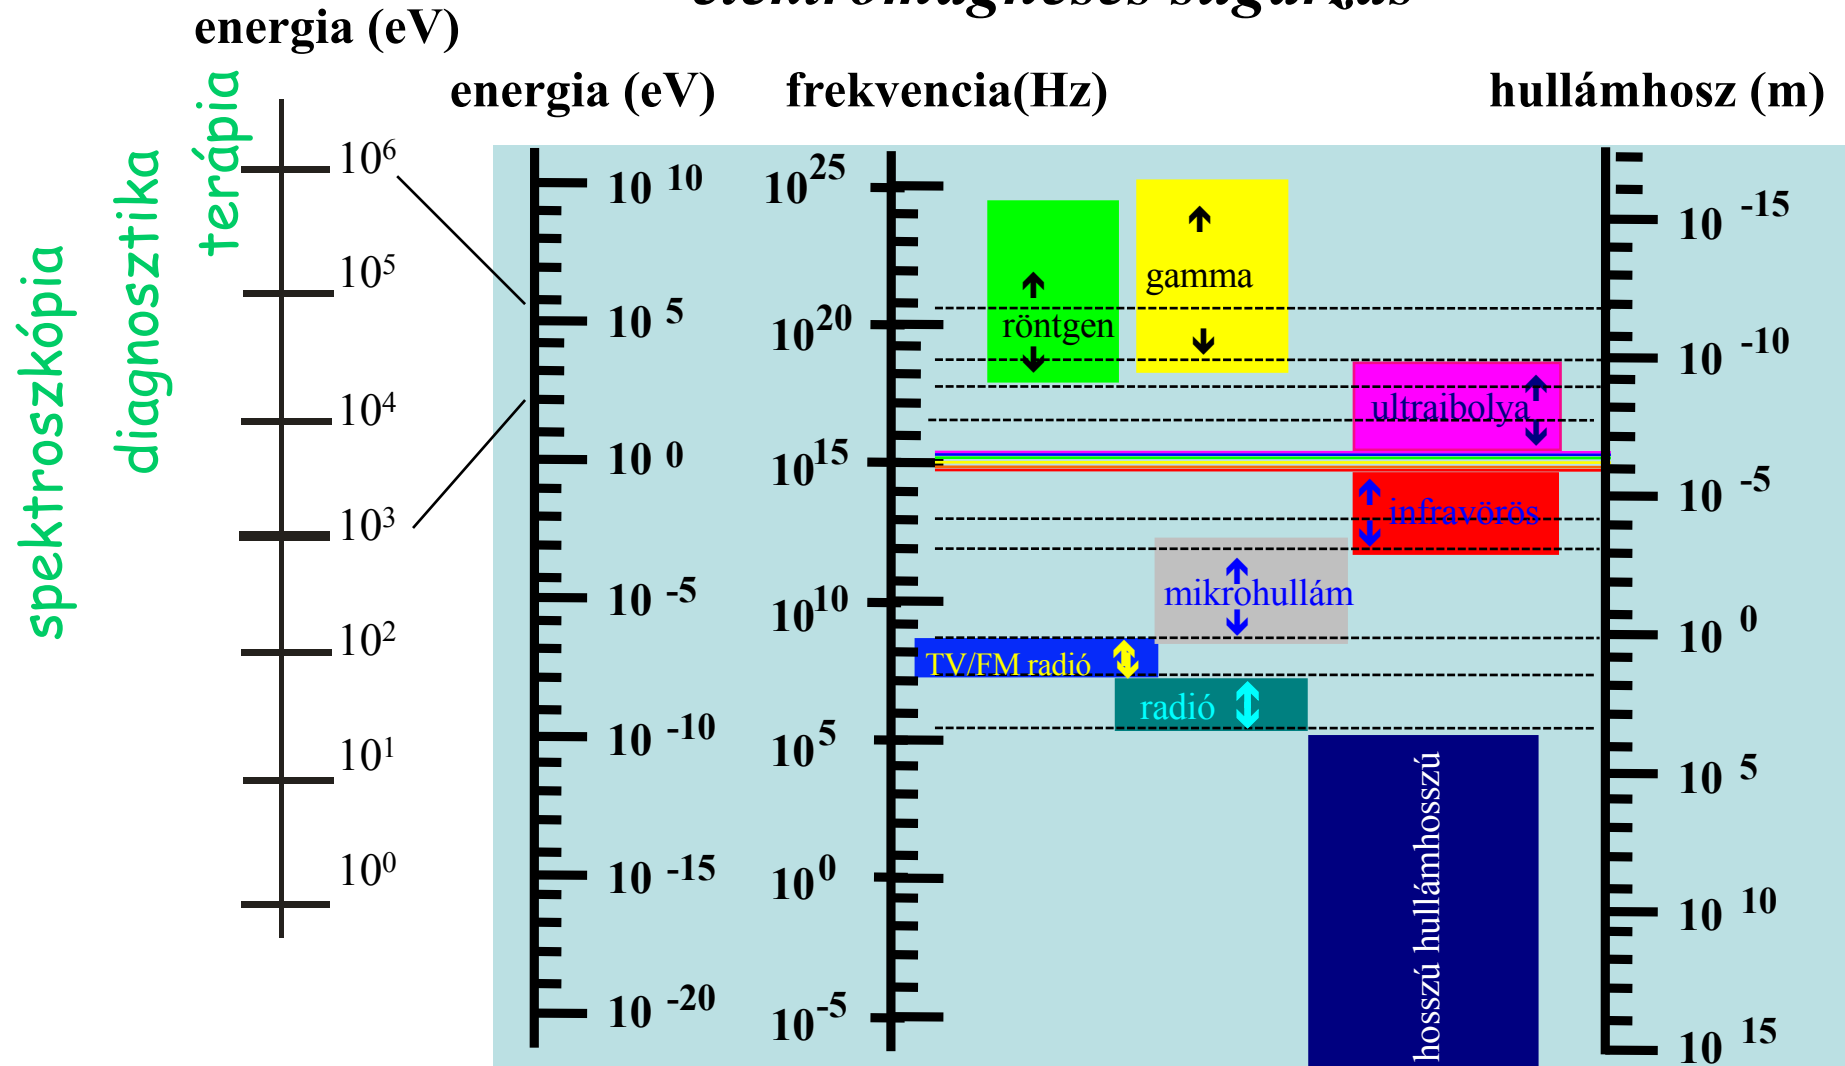 elektromágneses sugárzás
energia (eV)
energia (eV)
frekvencia(Hz)
hullámhosz (m)
terápia
diagnosztika
spektroszkópia
10⁶
10⁵
10⁴
10³
10²
10¹
10⁰
10 10
10 5
10 0
10 -5
10 -10
10 -15
10 -20
10²⁵
10²⁰
10¹⁵
10¹⁰
10⁵
10⁰
10⁻⁵
röntgen
gamma
ultraibolya
infravörös
mikrohullám
TV/FM radió
radió
hosszú hullámhosszú
10 -15
10 -10
10 -5
10 0
10 5
10 10
10 15